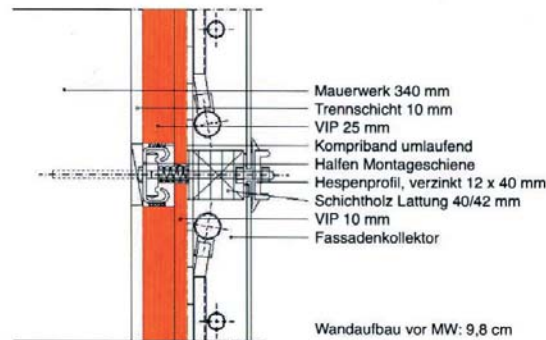 Mauerwerk 340 mm
Trennschicht 10 mm
VIP 25 mm
Kompriband umlaufend
Halfen Montageschiene
Hespenprofil, verzinkt 12 x 40 mm
Schichtholz Lattung 40/42 mm
VIP 10 mm
Fassadenkollektor
Wandaufbau vor MW: 9,8 cm